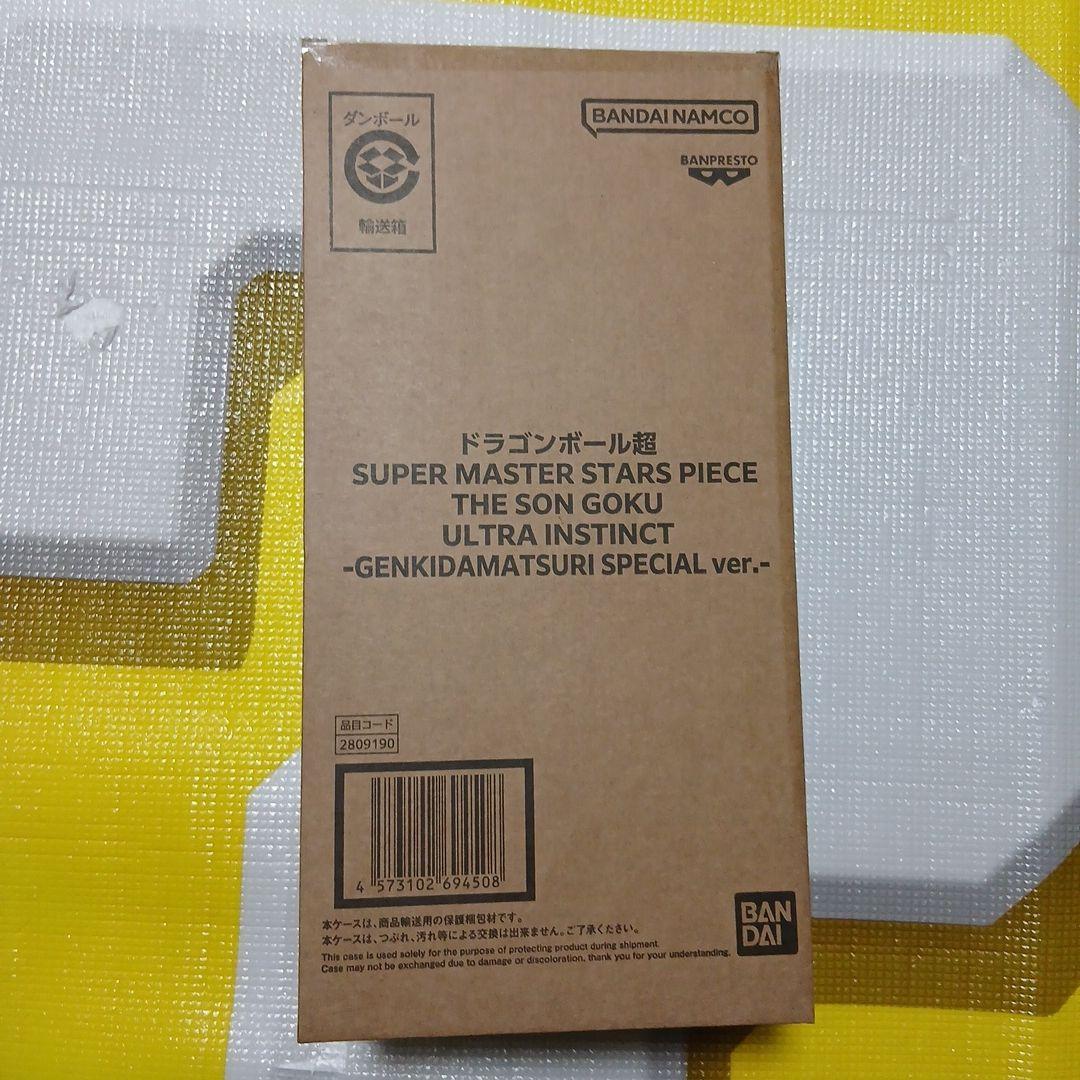 ダンボール
輸送箱
BANDAI NAMCO
BANPRESTO
ドラゴンボール超
SUPER MASTER STARS PIECE
THE SON GOKU
ULTRA INSTINCT
-GENKIDAMATSURI SPECIAL ver.-
品目コード
2809190
4 573102 694508
本ケースは、商品輸送用の保護梱包材です。
本ケースは、つぶれ、汚れ等による交換は出来ません。ご了承ください。
This case is used solely for the purpose of protecting product during shipment.
Case may not be exchanged due to damage or discoloration, thank you for your understanding.
BAN
DAI